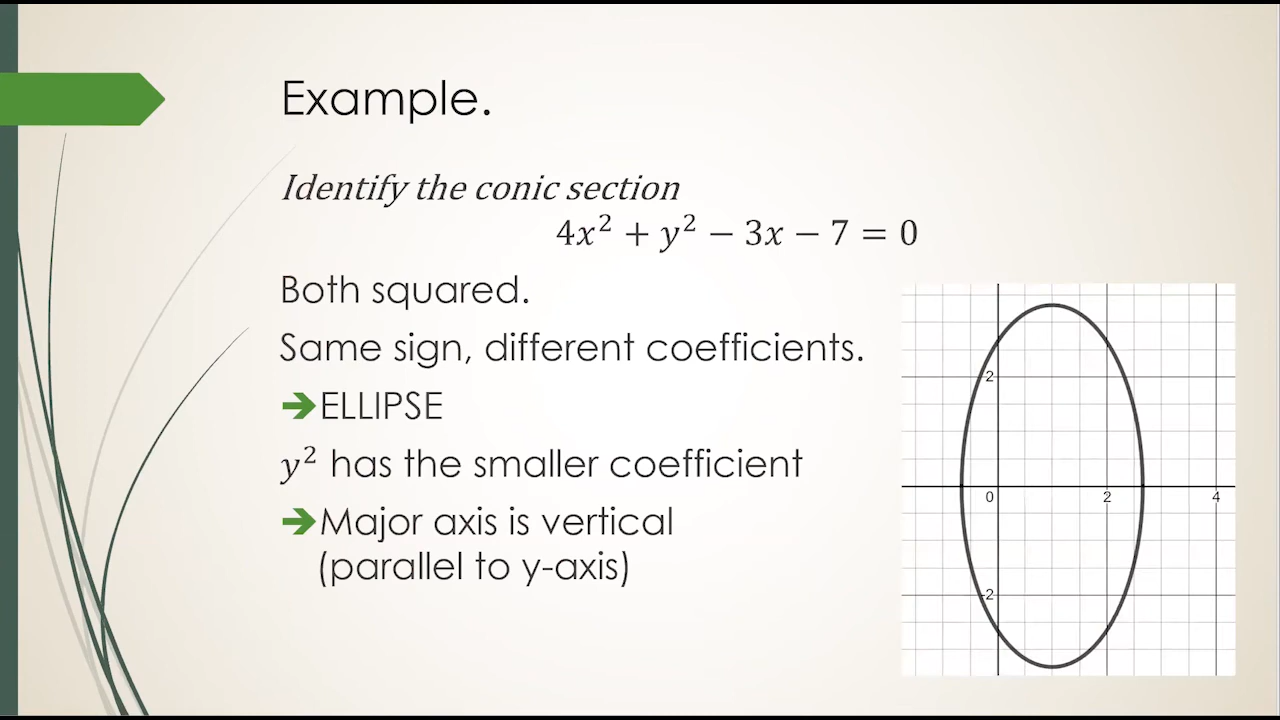 Example.
Identify the conic section
4x² + y² − 3x − 7 = 0
Both squared.
Same sign, different coefficients.
➔ELLIPSE
y² has the smaller coefficient
➔Major axis is vertical
(parallel to y-axis)
2
0 2 4
-2